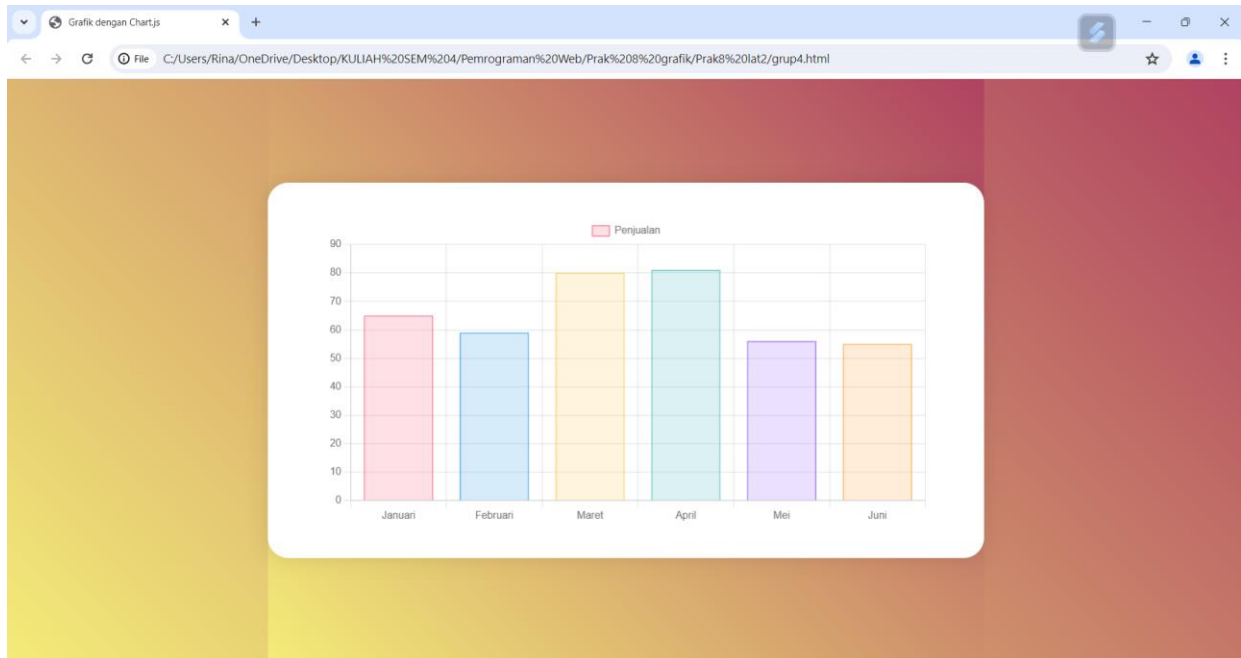 Grafik dengan Chart.js
File C:/Users/Rina/OneDrive/Desktop/KULIAH%20SEM%204/Pemrograman%20Web/Prak%208%20grafik/Prak8%20lat2/grup4.html
Penjualan
90
80
70
60
50
40
30
20
10
0
Januari Februari Maret April Mei Juni